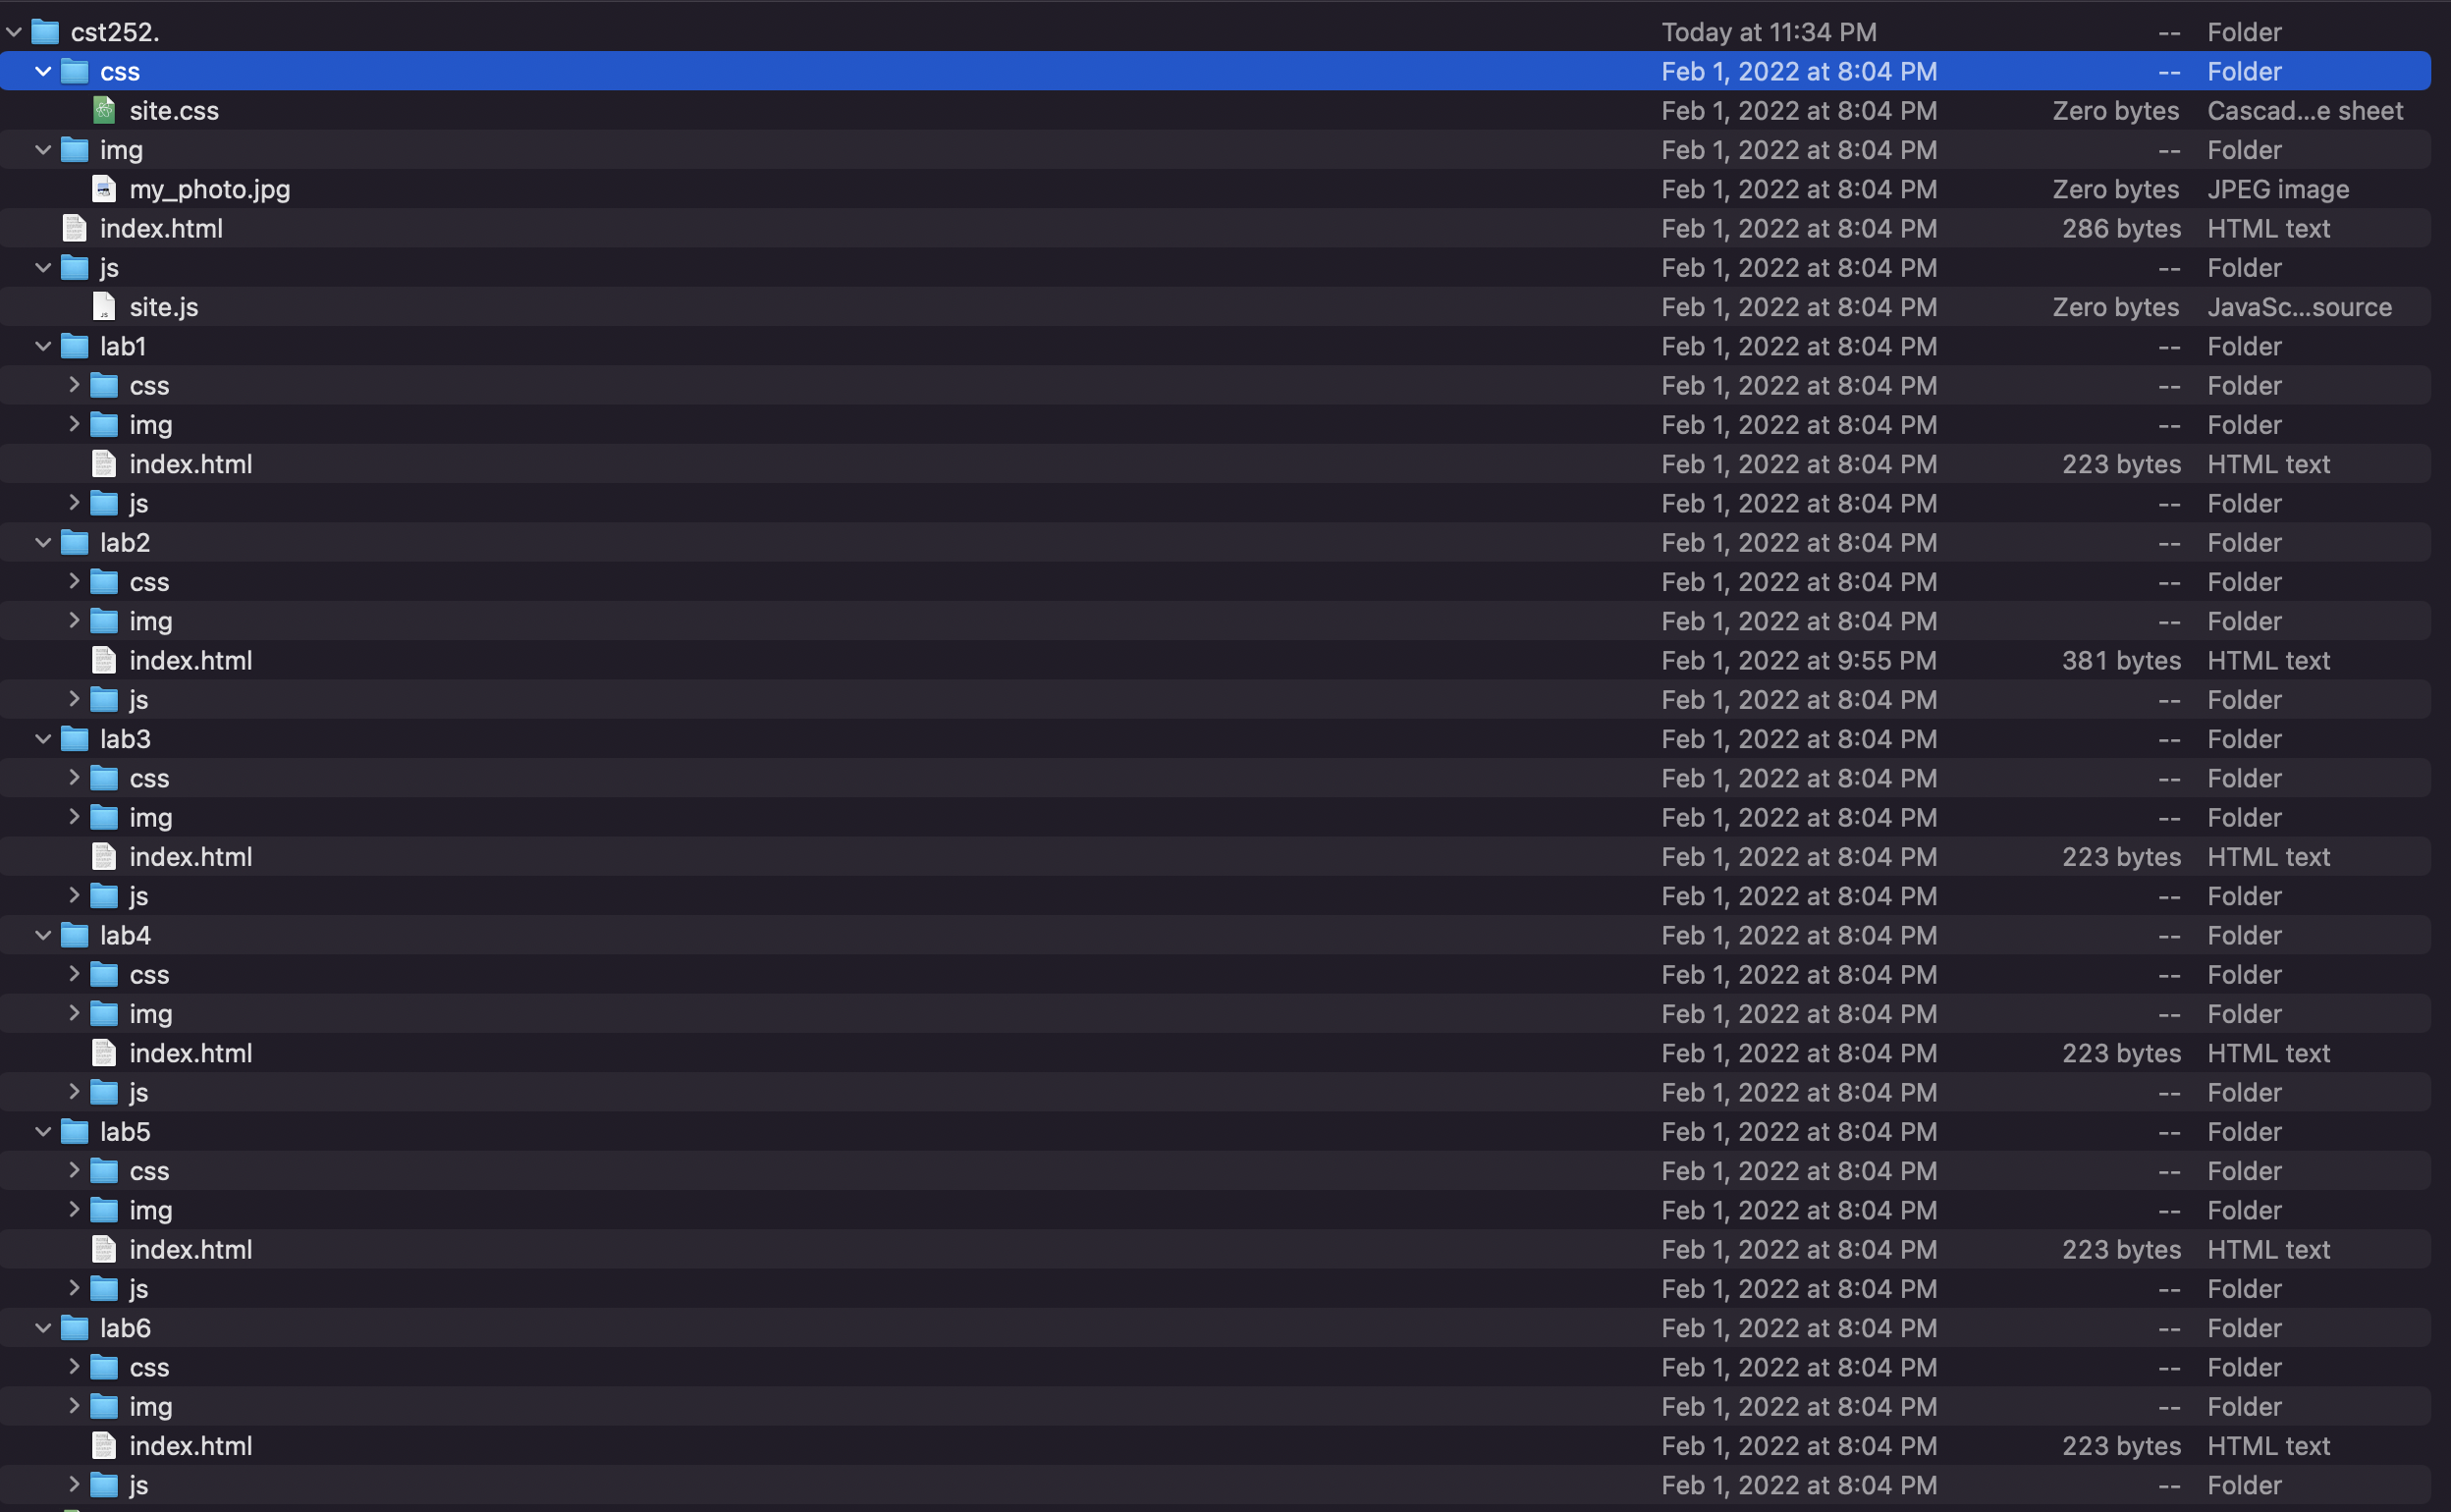 cst252. Today at 11:34 PM -- Folder
css Feb 1, 2022 at 8:04 PM -- Folder
site.css Feb 1, 2022 at 8:04 PM Zero bytes Cascad...e sheet
img Feb 1, 2022 at 8:04 PM -- Folder
my_photo.jpg Feb 1, 2022 at 8:04 PM Zero bytes JPEG image
index.html Feb 1, 2022 at 8:04 PM 286 bytes HTML text
js Feb 1, 2022 at 8:04 PM -- Folder
site.js Feb 1, 2022 at 8:04 PM Zero bytes JavaSc...source
lab1 Feb 1, 2022 at 8:04 PM -- Folder
css Feb 1, 2022 at 8:04 PM -- Folder
img Feb 1, 2022 at 8:04 PM -- Folder
index.html Feb 1, 2022 at 8:04 PM 223 bytes HTML text
js Feb 1, 2022 at 8:04 PM -- Folder
lab2 Feb 1, 2022 at 8:04 PM -- Folder
css Feb 1, 2022 at 8:04 PM -- Folder
img Feb 1, 2022 at 8:04 PM -- Folder
index.html Feb 1, 2022 at 9:55 PM 381 bytes HTML text
js Feb 1, 2022 at 8:04 PM -- Folder
lab3 Feb 1, 2022 at 8:04 PM -- Folder
css Feb 1, 2022 at 8:04 PM -- Folder
img Feb 1, 2022 at 8:04 PM -- Folder
index.html Feb 1, 2022 at 8:04 PM 223 bytes HTML text
js Feb 1, 2022 at 8:04 PM -- Folder
lab4 Feb 1, 2022 at 8:04 PM -- Folder
css Feb 1, 2022 at 8:04 PM -- Folder
img Feb 1, 2022 at 8:04 PM -- Folder
index.html Feb 1, 2022 at 8:04 PM 223 bytes HTML text
js Feb 1, 2022 at 8:04 PM -- Folder
lab5 Feb 1, 2022 at 8:04 PM -- Folder
css Feb 1, 2022 at 8:04 PM -- Folder
img Feb 1, 2022 at 8:04 PM -- Folder
index.html Feb 1, 2022 at 8:04 PM 223 bytes HTML text
js Feb 1, 2022 at 8:04 PM -- Folder
lab6 Feb 1, 2022 at 8:04 PM -- Folder
css Feb 1, 2022 at 8:04 PM -- Folder
img Feb 1, 2022 at 8:04 PM -- Folder
index.html Feb 1, 2022 at 8:04 PM 223 bytes HTML text
js Feb 1, 2022 at 8:04 PM -- Folder